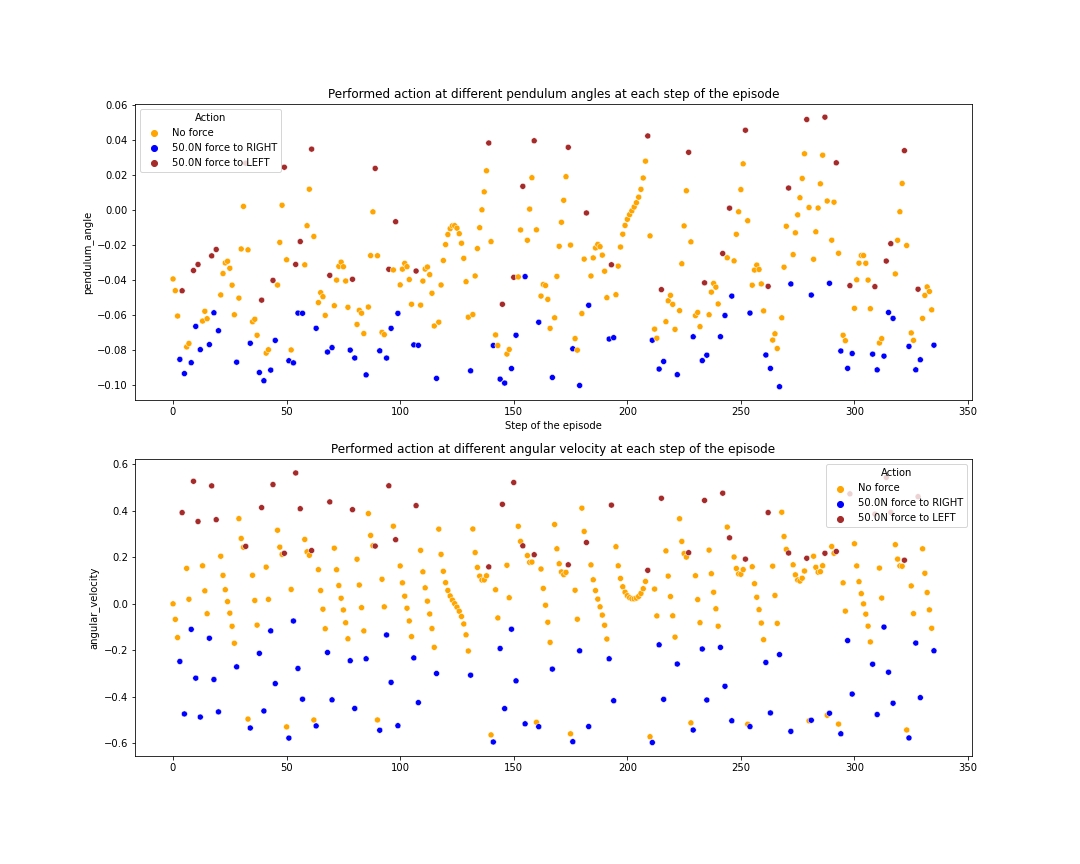 Performed action at different pendulum angles at each step of the episode
pendulum_angle
0.06
0.04
0.02
0.00
−0.02
−0.04
−0.06
−0.08
−0.10
Action
No force
50.0N force to RIGHT
50.0N force to LEFT
0
50
100
150
200
250
300
350
Step of the episode
Performed action at different angular velocity at each step of the episode
angular_velocity
0.6
0.4
0.2
0.0
−0.2
−0.4
−0.6
Action
No force
50.0N force to RIGHT
50.0N force to LEFT
0
50
100
150
200
250
300
350